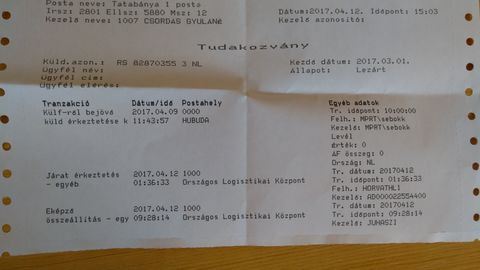 Posta neve: Tatabánya 1 posta
Irsz: 2801 Ellsz: 5880 Msz: 12
Kezelő neve: 1007 CSORDÁS GYULÁNÉ
Dátum:2017.04.12. Időpont: 15:03
Kezelő azonosító:
Tudakozvány
Küld.azon.: RS 82870355 3 NL
Ügyfél név:
Ügyfél cím:
Ügyfél elérés:
Kezdő dátum: 2017.03.01.
Állapot: Lezárt
Tranzakció Dátum/idő Postahely
Külf-ről bejövő 2017.04.09 0000
küld érkeztetése k 11:43:57 HUBUDA
Járat érkeztetés 2017.04.12 1000
- egyéb 01:36:33 Országos Logisztikai Központ
Eképzd 2017.04.12 1000
összeállítás - egy 09:28:14 Országos Logisztikai Központ
Egyéb adatok
Tr. időpont: 10:00:00
Felh.: MPRT\sebokk
Kezelő: MPRT\sebokk
Levél
érték: 0
ÁF összeg: 0
Ország: NL
Tr. dátum: 20170412
Tr. időpont: 01:36:33
Felh.: HORVATHL1
Kezelő: AD000022554400
Tr. dátum: 20170412
Tr. időpont: 09:28:14
Kezelő: JUHASZI